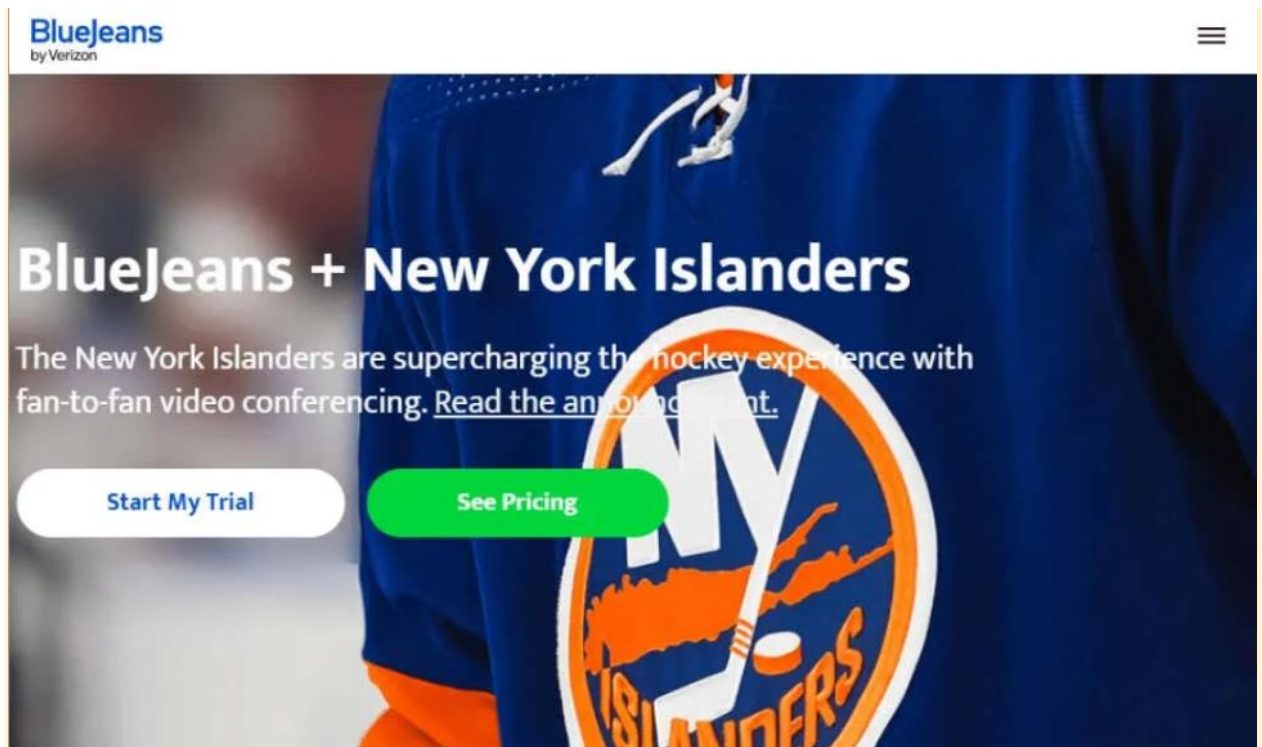 BlueJeans
by Verizon
BlueJeans + New York Islanders
The New York Islanders are supercharging the hockey experience with
fan-to-fan video conferencing. Read the announcement.
Start My Trial
See Pricing
NY
ISLANDERS